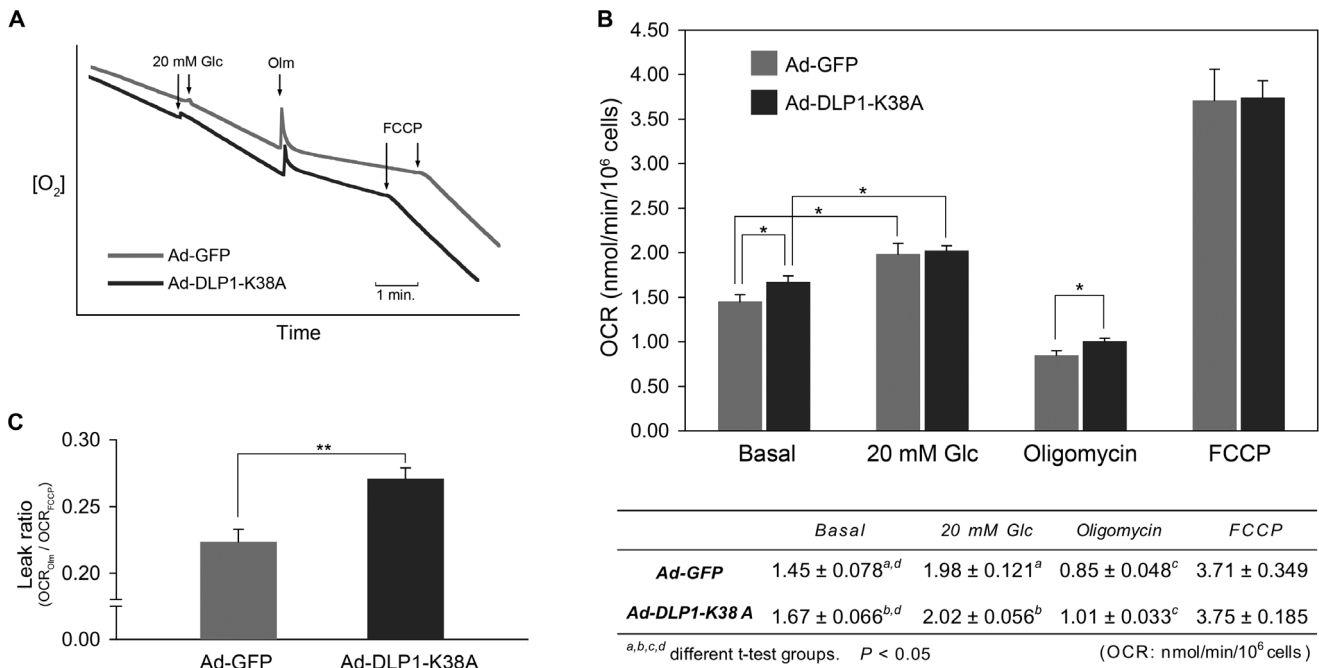 A
20 mM Glc
Olm
FCCP
[O2]
Ad-GFP
Ad-DLP1-K38A
1 min.
Time
B
4.50
4.00
3.50
3.00
2.50
2.00
1.50
1.00
0.50
0.00
OCR (nmol/min/10^6 cells)
Ad-GFP
Ad-DLP1-K38A
*
*
*
*
Basal 20 mM Glc Oligomycin FCCP
C
0.30
0.25
0.20
0.00
Leak ratio
(OCROlm / OCRFCCP)
**
Ad-GFP Ad-DLP1-K38A
Basal 20 mM Glc Oligomycin FCCP
Ad-GFP 1.45 ± 0.078a,d 1.98 ± 0.121a 0.85 ± 0.048c 3.71 ± 0.349
Ad-DLP1-K38A 1.67 ± 0.066b,d 2.02 ± 0.056b 1.01 ± 0.033c 3.75 ± 0.185
a,b,c,d different t-test groups. P < 0.05 (OCR: nmol/min/10^6 cells)